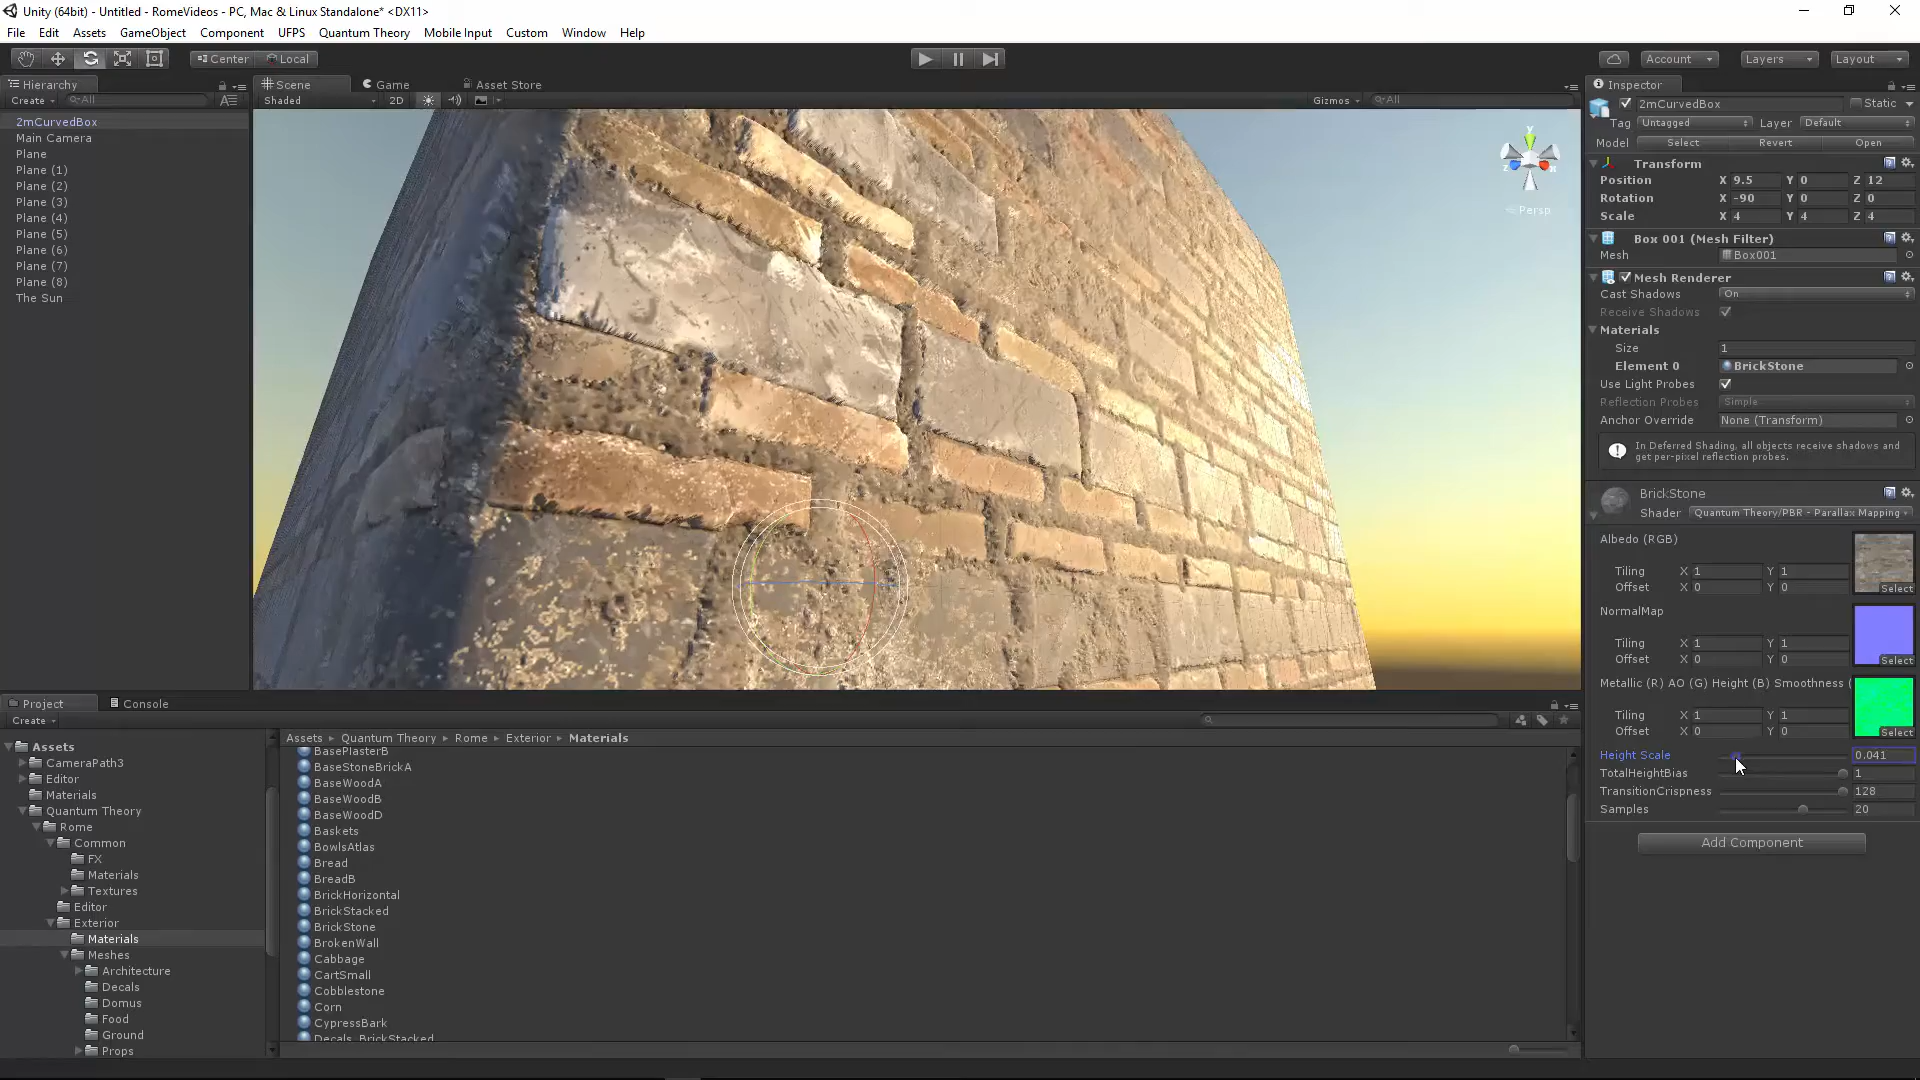 Unity (64bit) - Untitled - RomeVideos - PC, Mac & Linux Standalone* <DX11>
File Edit Assets GameObject Component UFPS Quantum Theory Mobile Input Custom Window Help
Center Local Account Layers Layout
Hierarchy
Create All
2mCurvedBox
Main Camera
Plane
Plane (1)
Plane (2)
Plane (3)
Plane (4)
Plane (5)
Plane (6)
Plane (7)
Plane (8)
The Sun
Scene Game Asset Store
Shaded 2D Gizmos All
y
z x
Persp
Inspector
2mCurvedBox Static
Tag Untagged Layer Default
Model Select Revert Open
Transform
Position X 9.5 Y 0 Z 12
Rotation X -90 Y 0 Z 0
Scale X 4 Y 4 Z 4
Box 001 (Mesh Filter)
Mesh Box001
Mesh Renderer
Cast Shadows On
Receive Shadows
Materials
Size 1
Element 0 BrickStone
Use Light Probes
Reflection Probes Simple
Anchor Override None (Transform)
In Deferred Shading, all objects receive shadows and
get per-pixel reflection probes.
BrickStone
Shader Quantum Theory/PBR - Parallax Mapping
Albedo (RGB)
Tiling X 1 Y 1
Offset X 0 Y 0 Select
NormalMap
Tiling X 1 Y 1
Offset X 0 Y 0 Select
Metallic (R) AO (G) Height (B) Smoothness (
Tiling X 1 Y 1
Offset X 0 Y 0 Select
Height Scale 0.041
TotalHeightBias 1
TransitionCrispness 128
Samples 20
Add Component
Project Console
Create
Assets
CameraPath3
Editor
Materials
Quantum Theory
Rome
Common
FX
Materials
Textures
Editor
Exterior
Materials
Meshes
Architecture
Decals
Domus
Food
Ground
Props
Assets ▸ Quantum Theory ▸ Rome ▸ Exterior ▸ Materials
BasePlasterB
BaseStoneBrickA
BaseWoodA
BaseWoodB
BaseWoodD
Baskets
BowlsAtlas
Bread
BreadB
BrickHorizontal
BrickStacked
BrickStone
BrokenWall
Cabbage
CartSmall
Cobblestone
Corn
CypressBark
Decals_BrickStacked